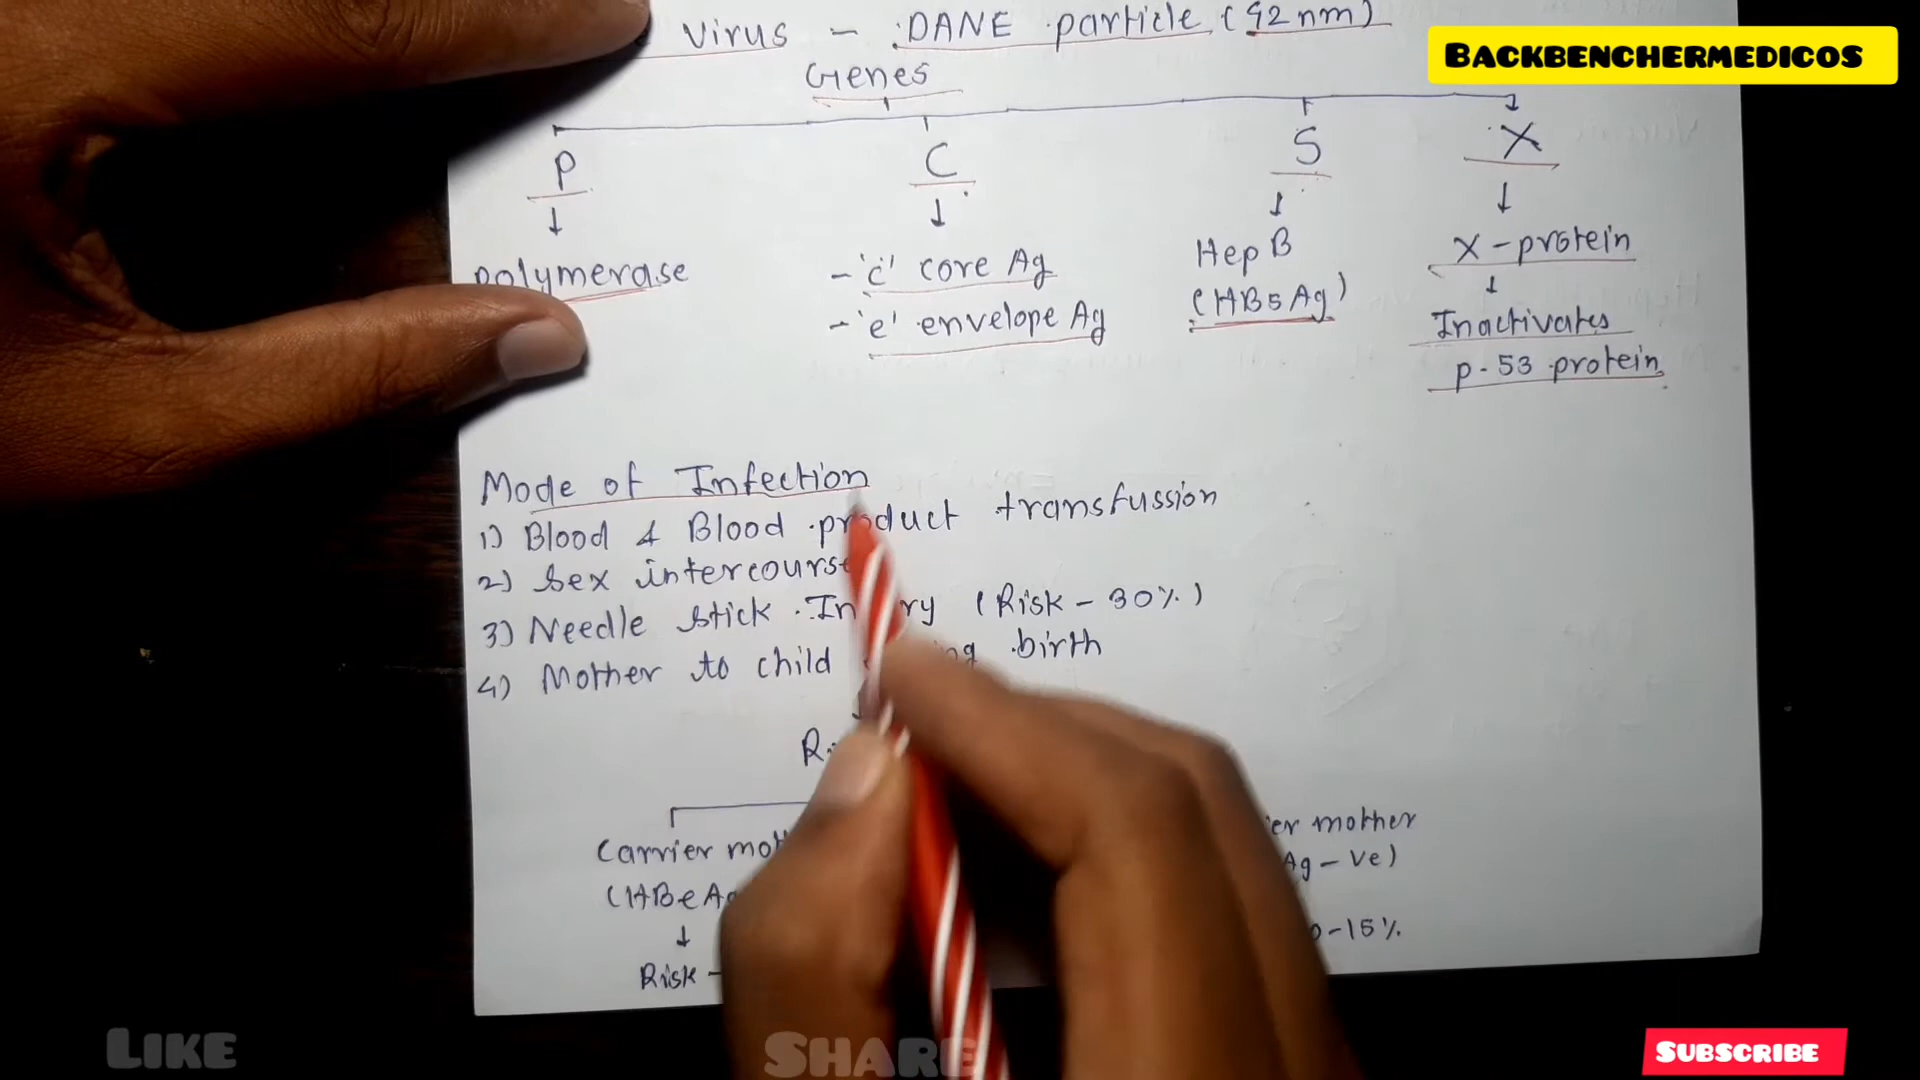 Virus - DANE particle (42nm)
BACKBENCHERMEDICOS
Genes
P C S X
Polymerase
- 'c' core Ag
- 'e' envelope Ag
Hep B
(HBsAg)
X-protein
Inactivates
p-53 protein
Mode of Infection
1) Blood & Blood product transfussion
2) Sex intercourse
3) Needle stick (Risk - 30%)
4) Mother to child birth
Carrier mother
(Ag - Ve)
Risk - -15%
LIKE
SHARE
SUBSCRIBE